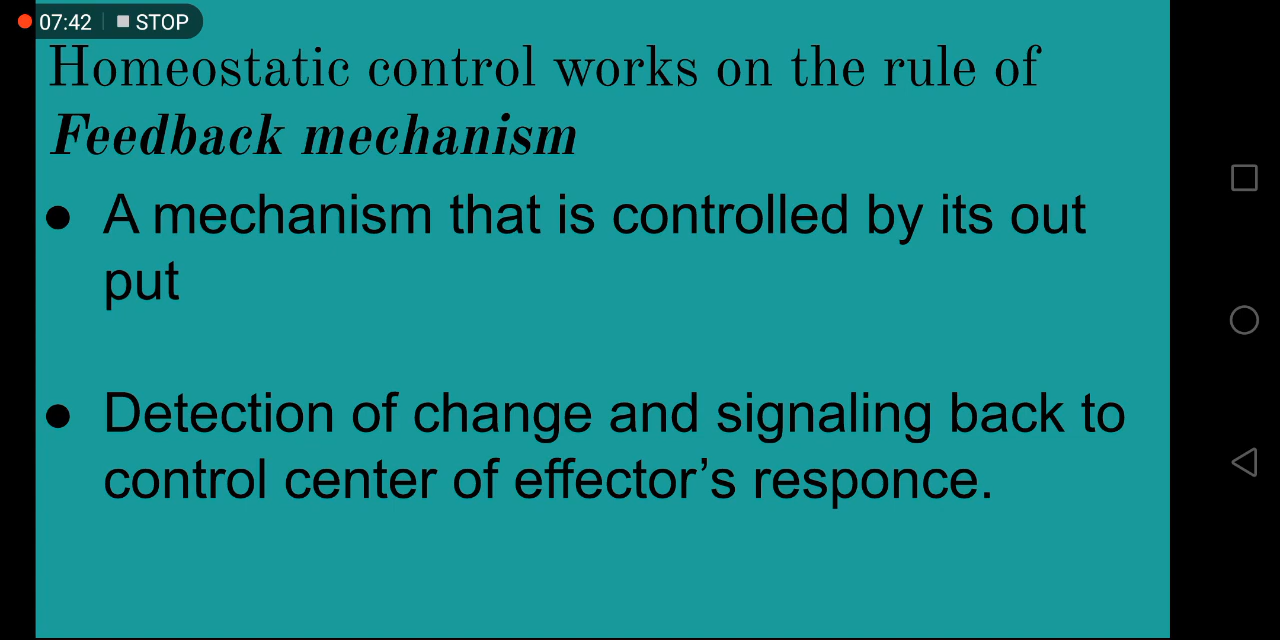 07:42 STOP
Homeostatic control works on the rule of
Feedback mechanism
● A mechanism that is controlled by its out
put
● Detection of change and signaling back to
control center of effector’s responce.